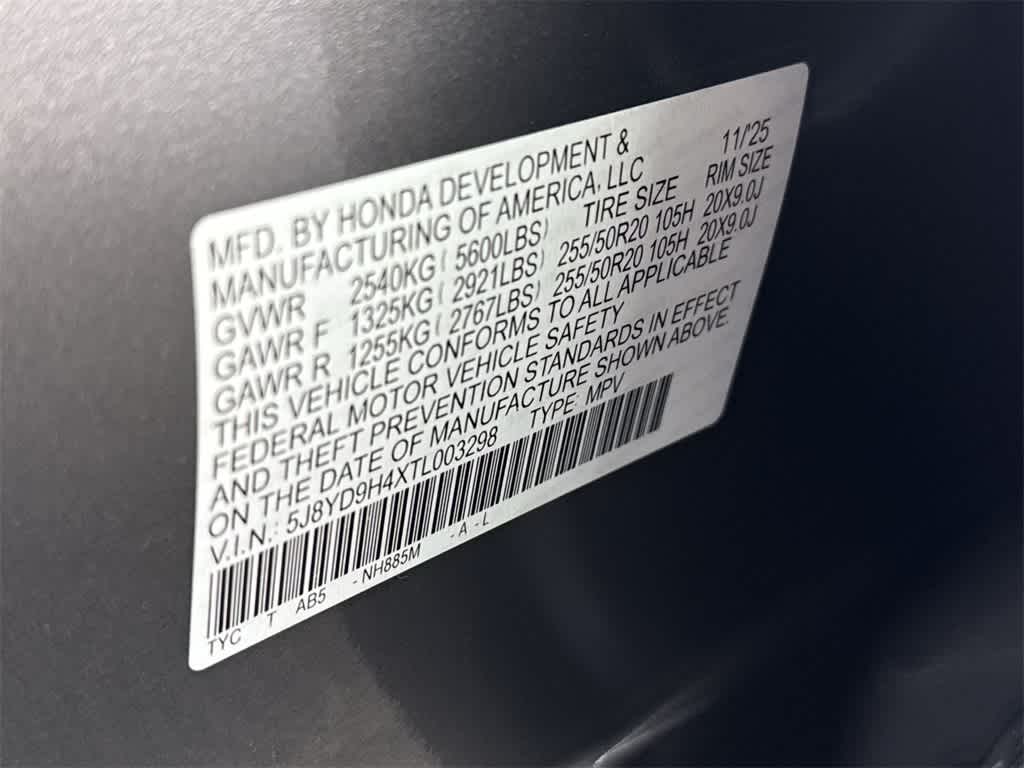 MFD. BY HONDA DEVELOPMENT & 11/'25
MANUFACTURING OF AMERICA, LLC
TIRE SIZE RIM SIZE
GVWR 2540KG ( 5600LBS)
GAWR F 1325KG ( 2921LBS) 255/50R20 105H 20X9.0J
GAWR R 1255KG ( 2767LBS) 255/50R20 105H 20X9.0J
THIS VEHICLE CONFORMS TO ALL APPLICABLE
FEDERAL MOTOR VEHICLE SAFETY
AND THEFT PREVENTION STANDARDS IN EFFECT
ON THE DATE OF MANUFACTURE SHOWN ABOVE.
V.I.N.: 5J8YD9H4XTL003298 TYPE: MPV
TYC T AB5 - NH885M - A - L